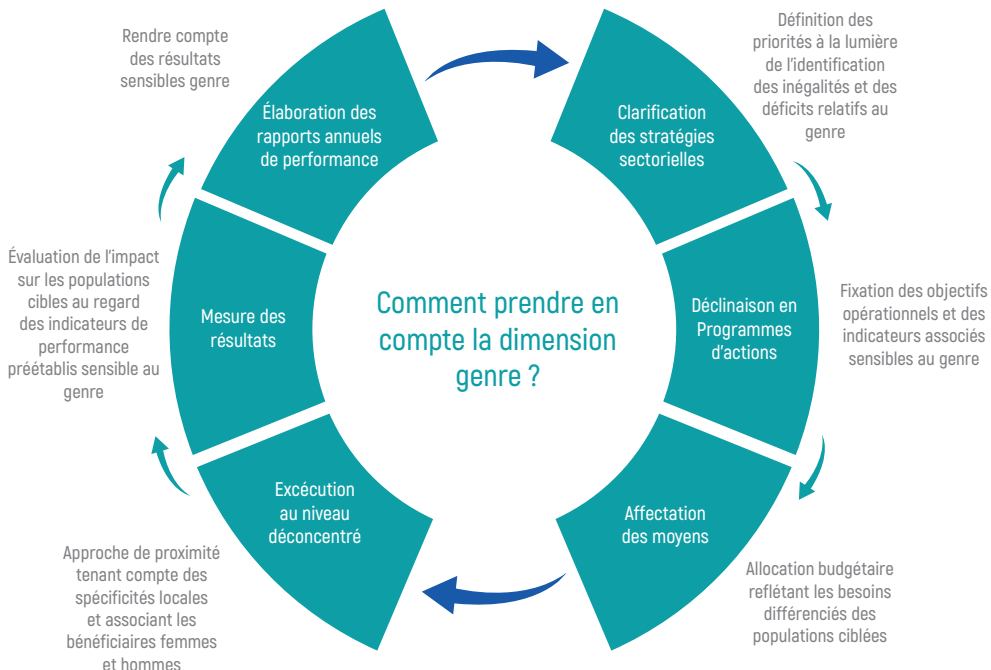 Rendre compte
des résultats
sensibles genre
Élaboration des
rapports annuels
de performance
Clarification
des stratégies
sectorielles
Définition des
priorités à la lumière
de l'identification
des inégalités et des
déficits relatifs au
genre
Évaluation de l'impact
sur les populations
cibles au regard
des indicateurs de
performance
préétablis sensible au
genre
Mesure des
résultats
Comment prendre en
compte la dimension
genre ?
Déclinaison en
Programmes
d'actions
Fixation des objectifs
opérationnels et des
indicateurs associés
sensibles au genre
Excécution
au niveau
déconcentré
Affectation
des moyens
Approche de proximité
tenant compte des
spécificités locales
et associant les
bénéficiaires femmes
et hommes
Allocation budgétaire
reflétant les besoins
différenciés des
populations ciblées